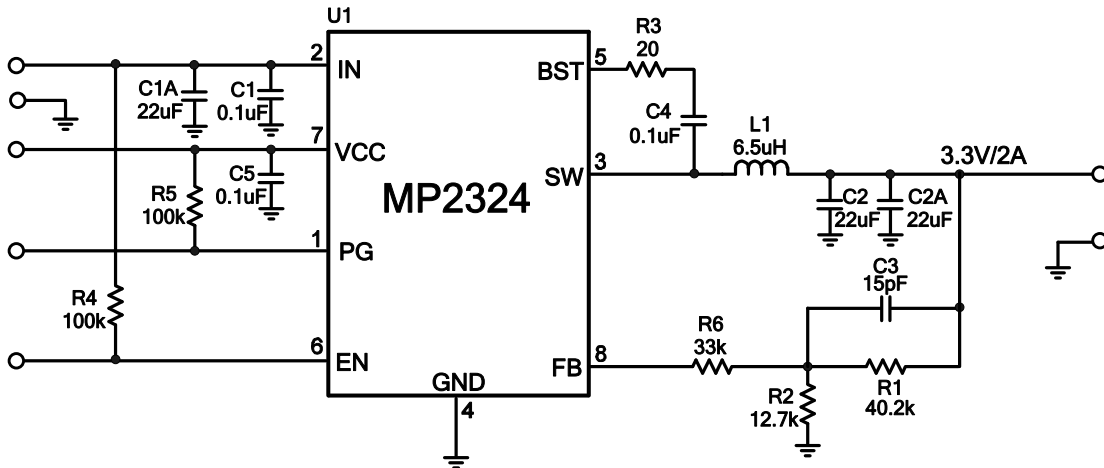 U1
MP2324
2
IN
7
VCC
1
PG
6
EN
GND
4
5
BST
3
SW
8
FB
C1A
22uF
C1
0.1uF
C5
0.1uF
R5
100k
R4
100k
R3
20
C4
0.1uF
L1
6.5uH
3.3V/2A
C2
22uF
C2A
22uF
C3
15pF
R6
33k
R1
40.2k
R2
12.7k